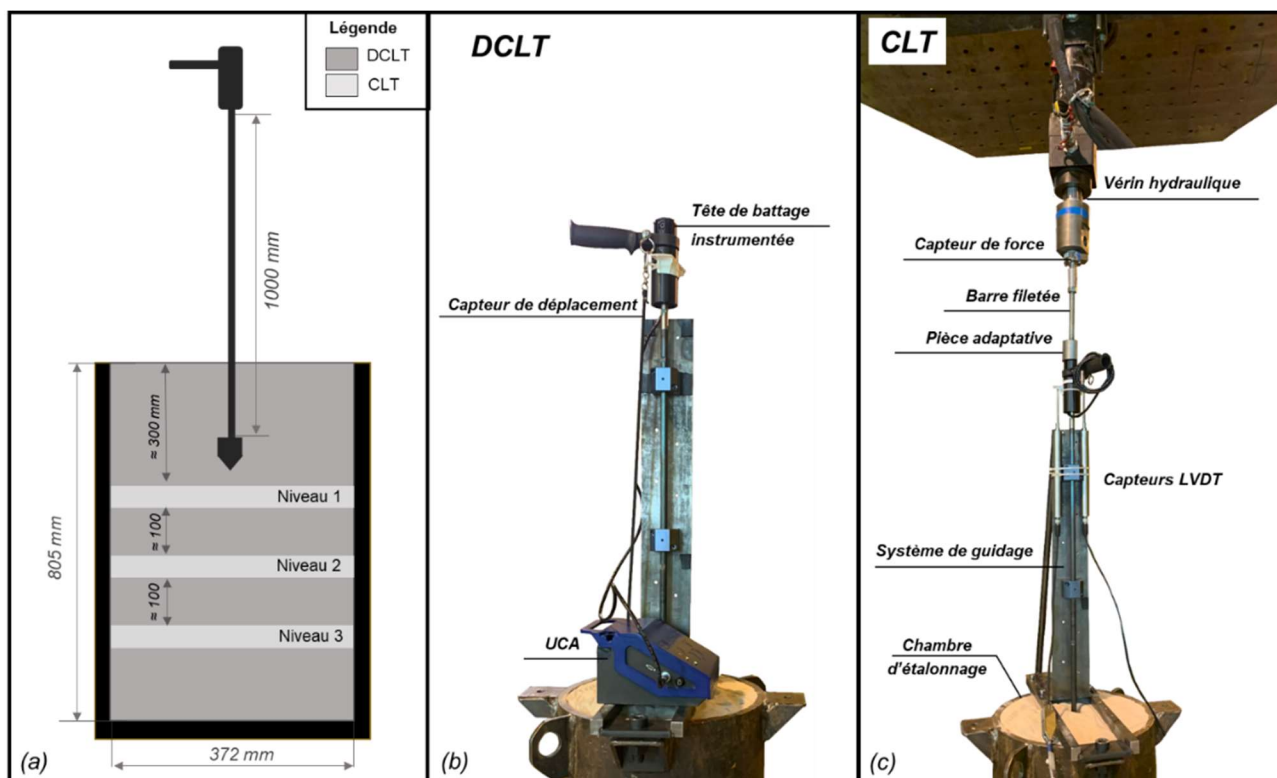 Légende
DCLT
CLT
1000 mm
≈ 300 mm
Niveau 1
≈ 100
Niveau 2
≈ 100
Niveau 3
805 mm
372 mm
(a)
DCLT
Tête de battage
instrumentée
Capteur de déplacement
UCA
(b)
CLT
Vérin hydraulique
Capteur de force
Barre filetée
Pièce adaptative
Capteurs LVDT
Système de guidage
Chambre
d'étalonnage
(c)